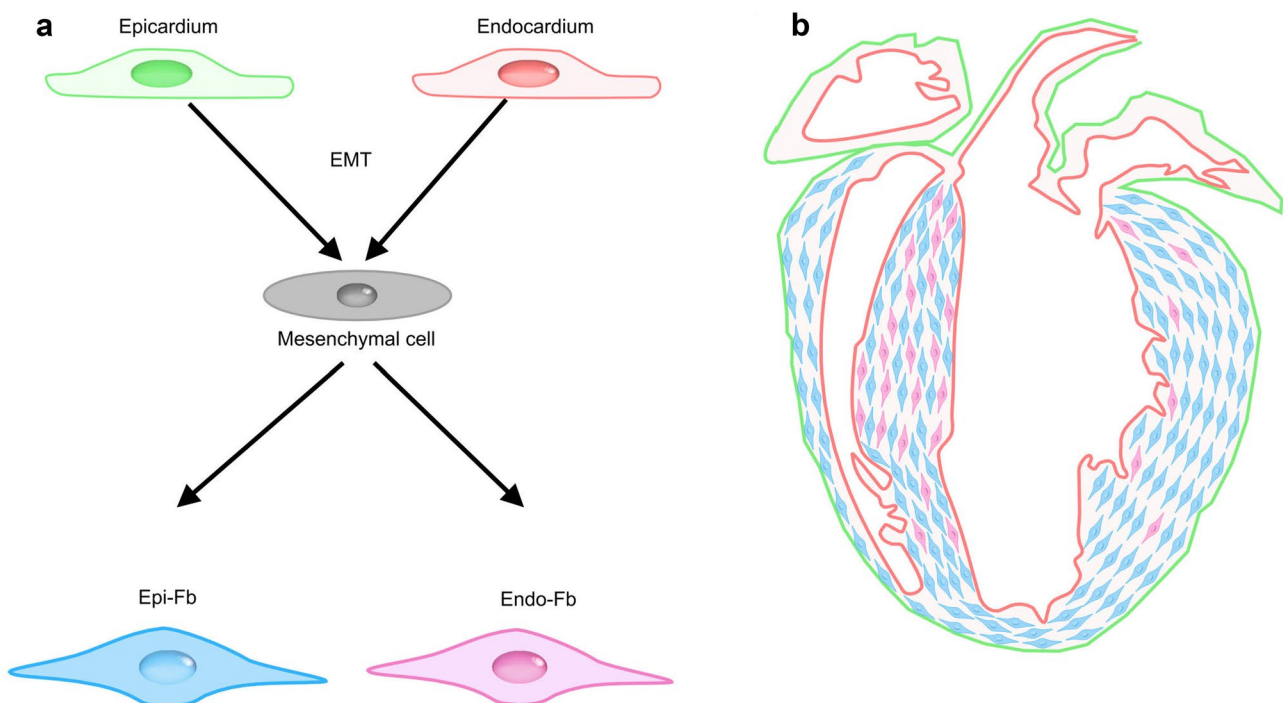 a
Epicardium
Endocardium
b
EMT
Mesenchymal cell
Epi-Fb
Endo-Fb